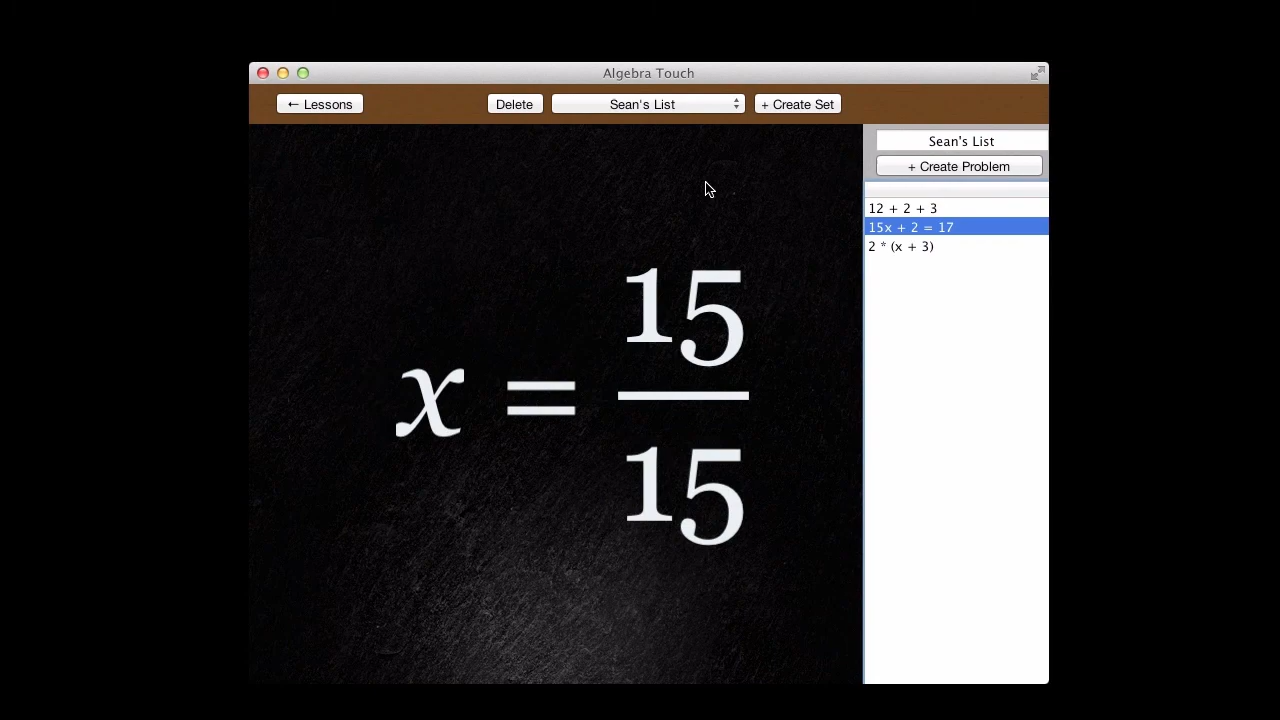 Algebra Touch
← Lessons
Delete
Sean's List
+ Create Set
Sean's List
+ Create Problem
12 + 2 + 3
15x + 2 = 17
2 * (x + 3)
x = 15/15